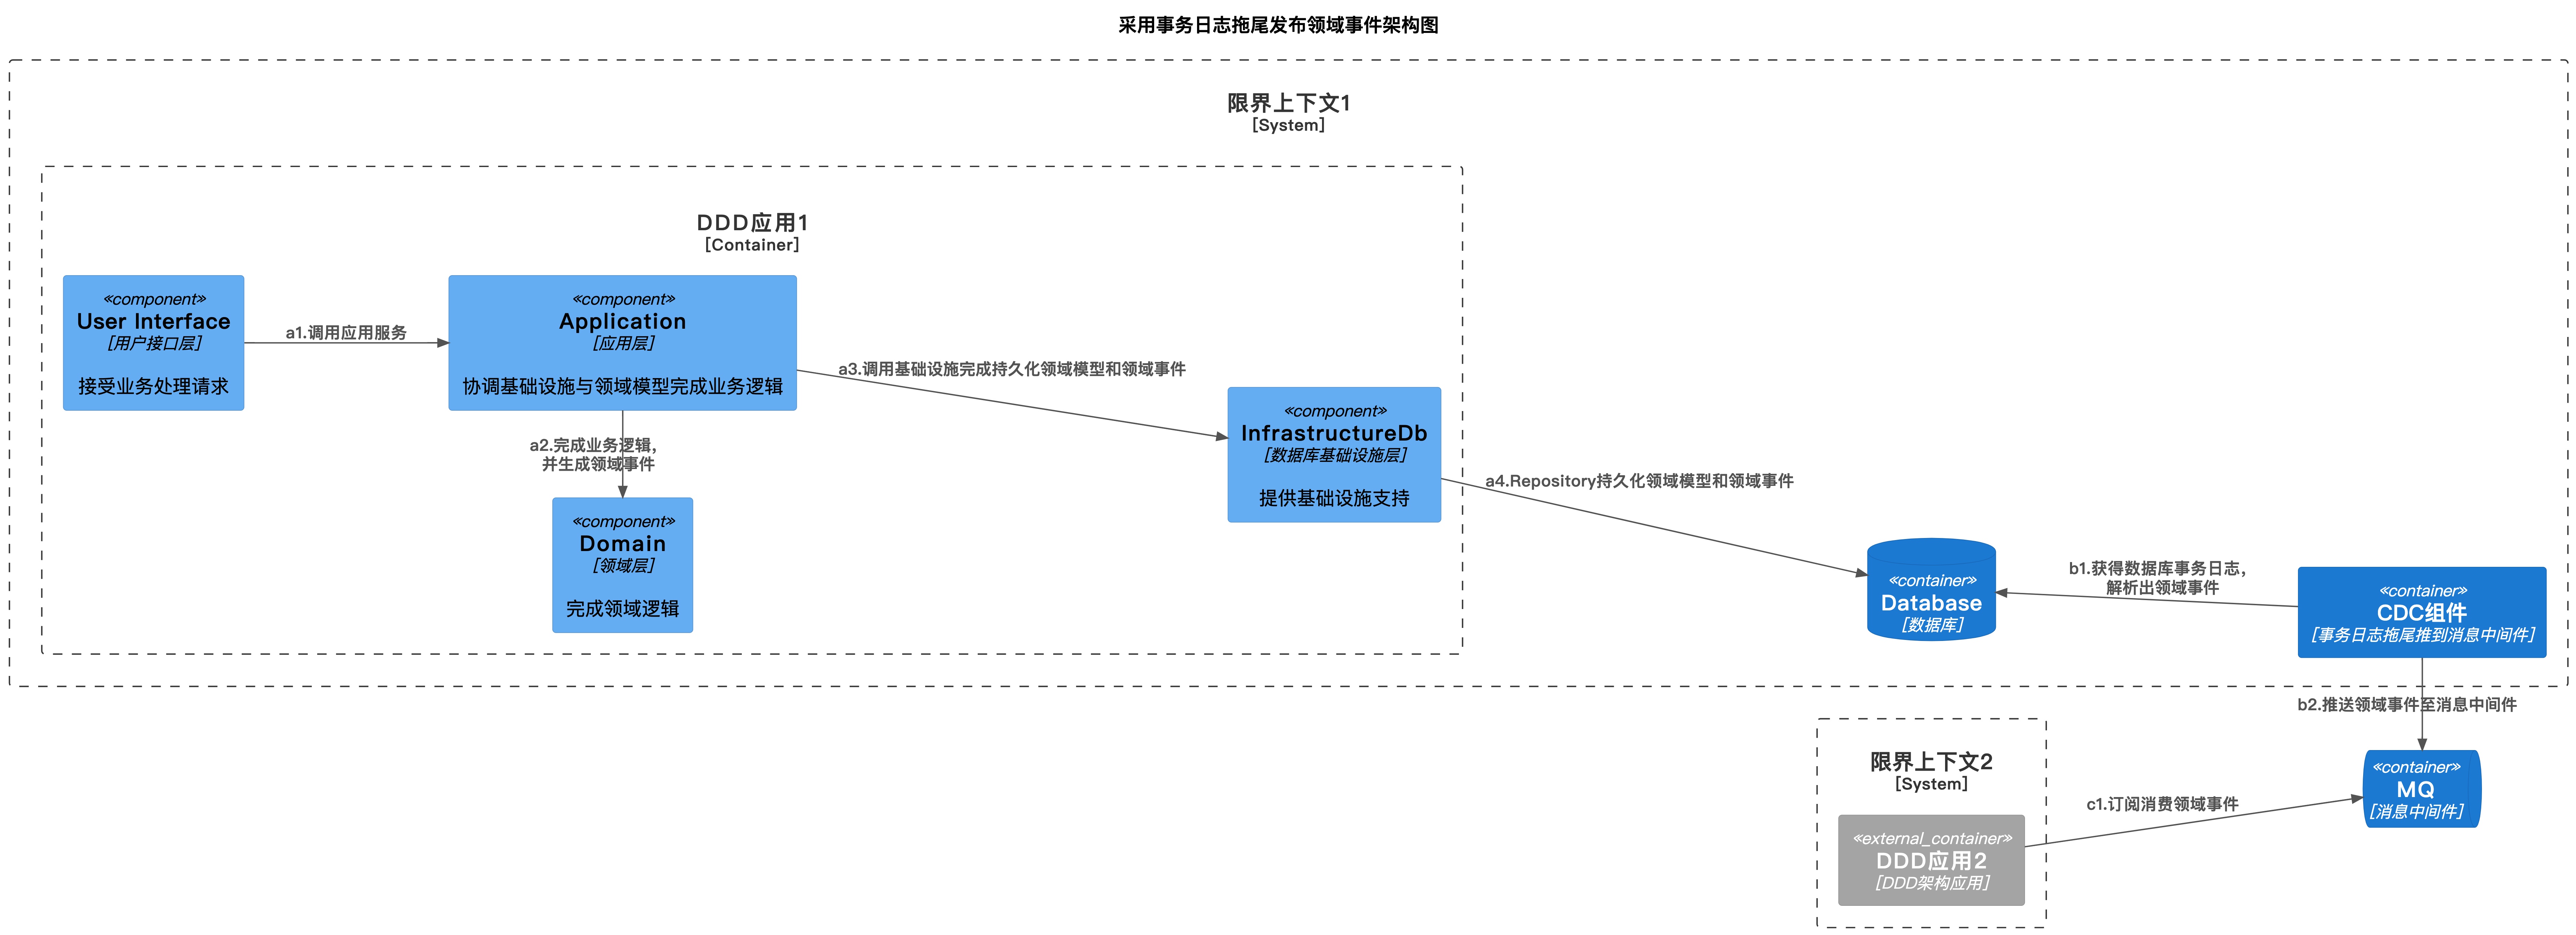 采用事务日志拖尾发布领域事件架构图
限界上下文1
[System]
DDD应用1
[Container]
«component»
User Interface
[用户接口层]
接受业务处理请求
a1.调用应用服务
«component»
Application
[应用层]
协调基础设施与领域模型完成业务逻辑
a2.完成业务逻辑，
并生成领域事件
«component»
Domain
[领域层]
完成领域逻辑
a3.调用基础设施完成持久化领域模型和领域事件
«component»
InfrastructureDb
[数据库基础设施层]
提供基础设施支持
a4.Repository持久化领域模型和领域事件
«container»
Database
[数据库]
b1.获得数据库事务日志，
解析出领域事件
«container»
CDC组件
[事务日志拖尾推到消息中间件]
b2.推送领域事件至消息中间件
限界上下文2
[System]
«external_container»
DDD应用2
[DDD架构应用]
c1.订阅消费领域事件
«container»
MQ
[消息中间件]